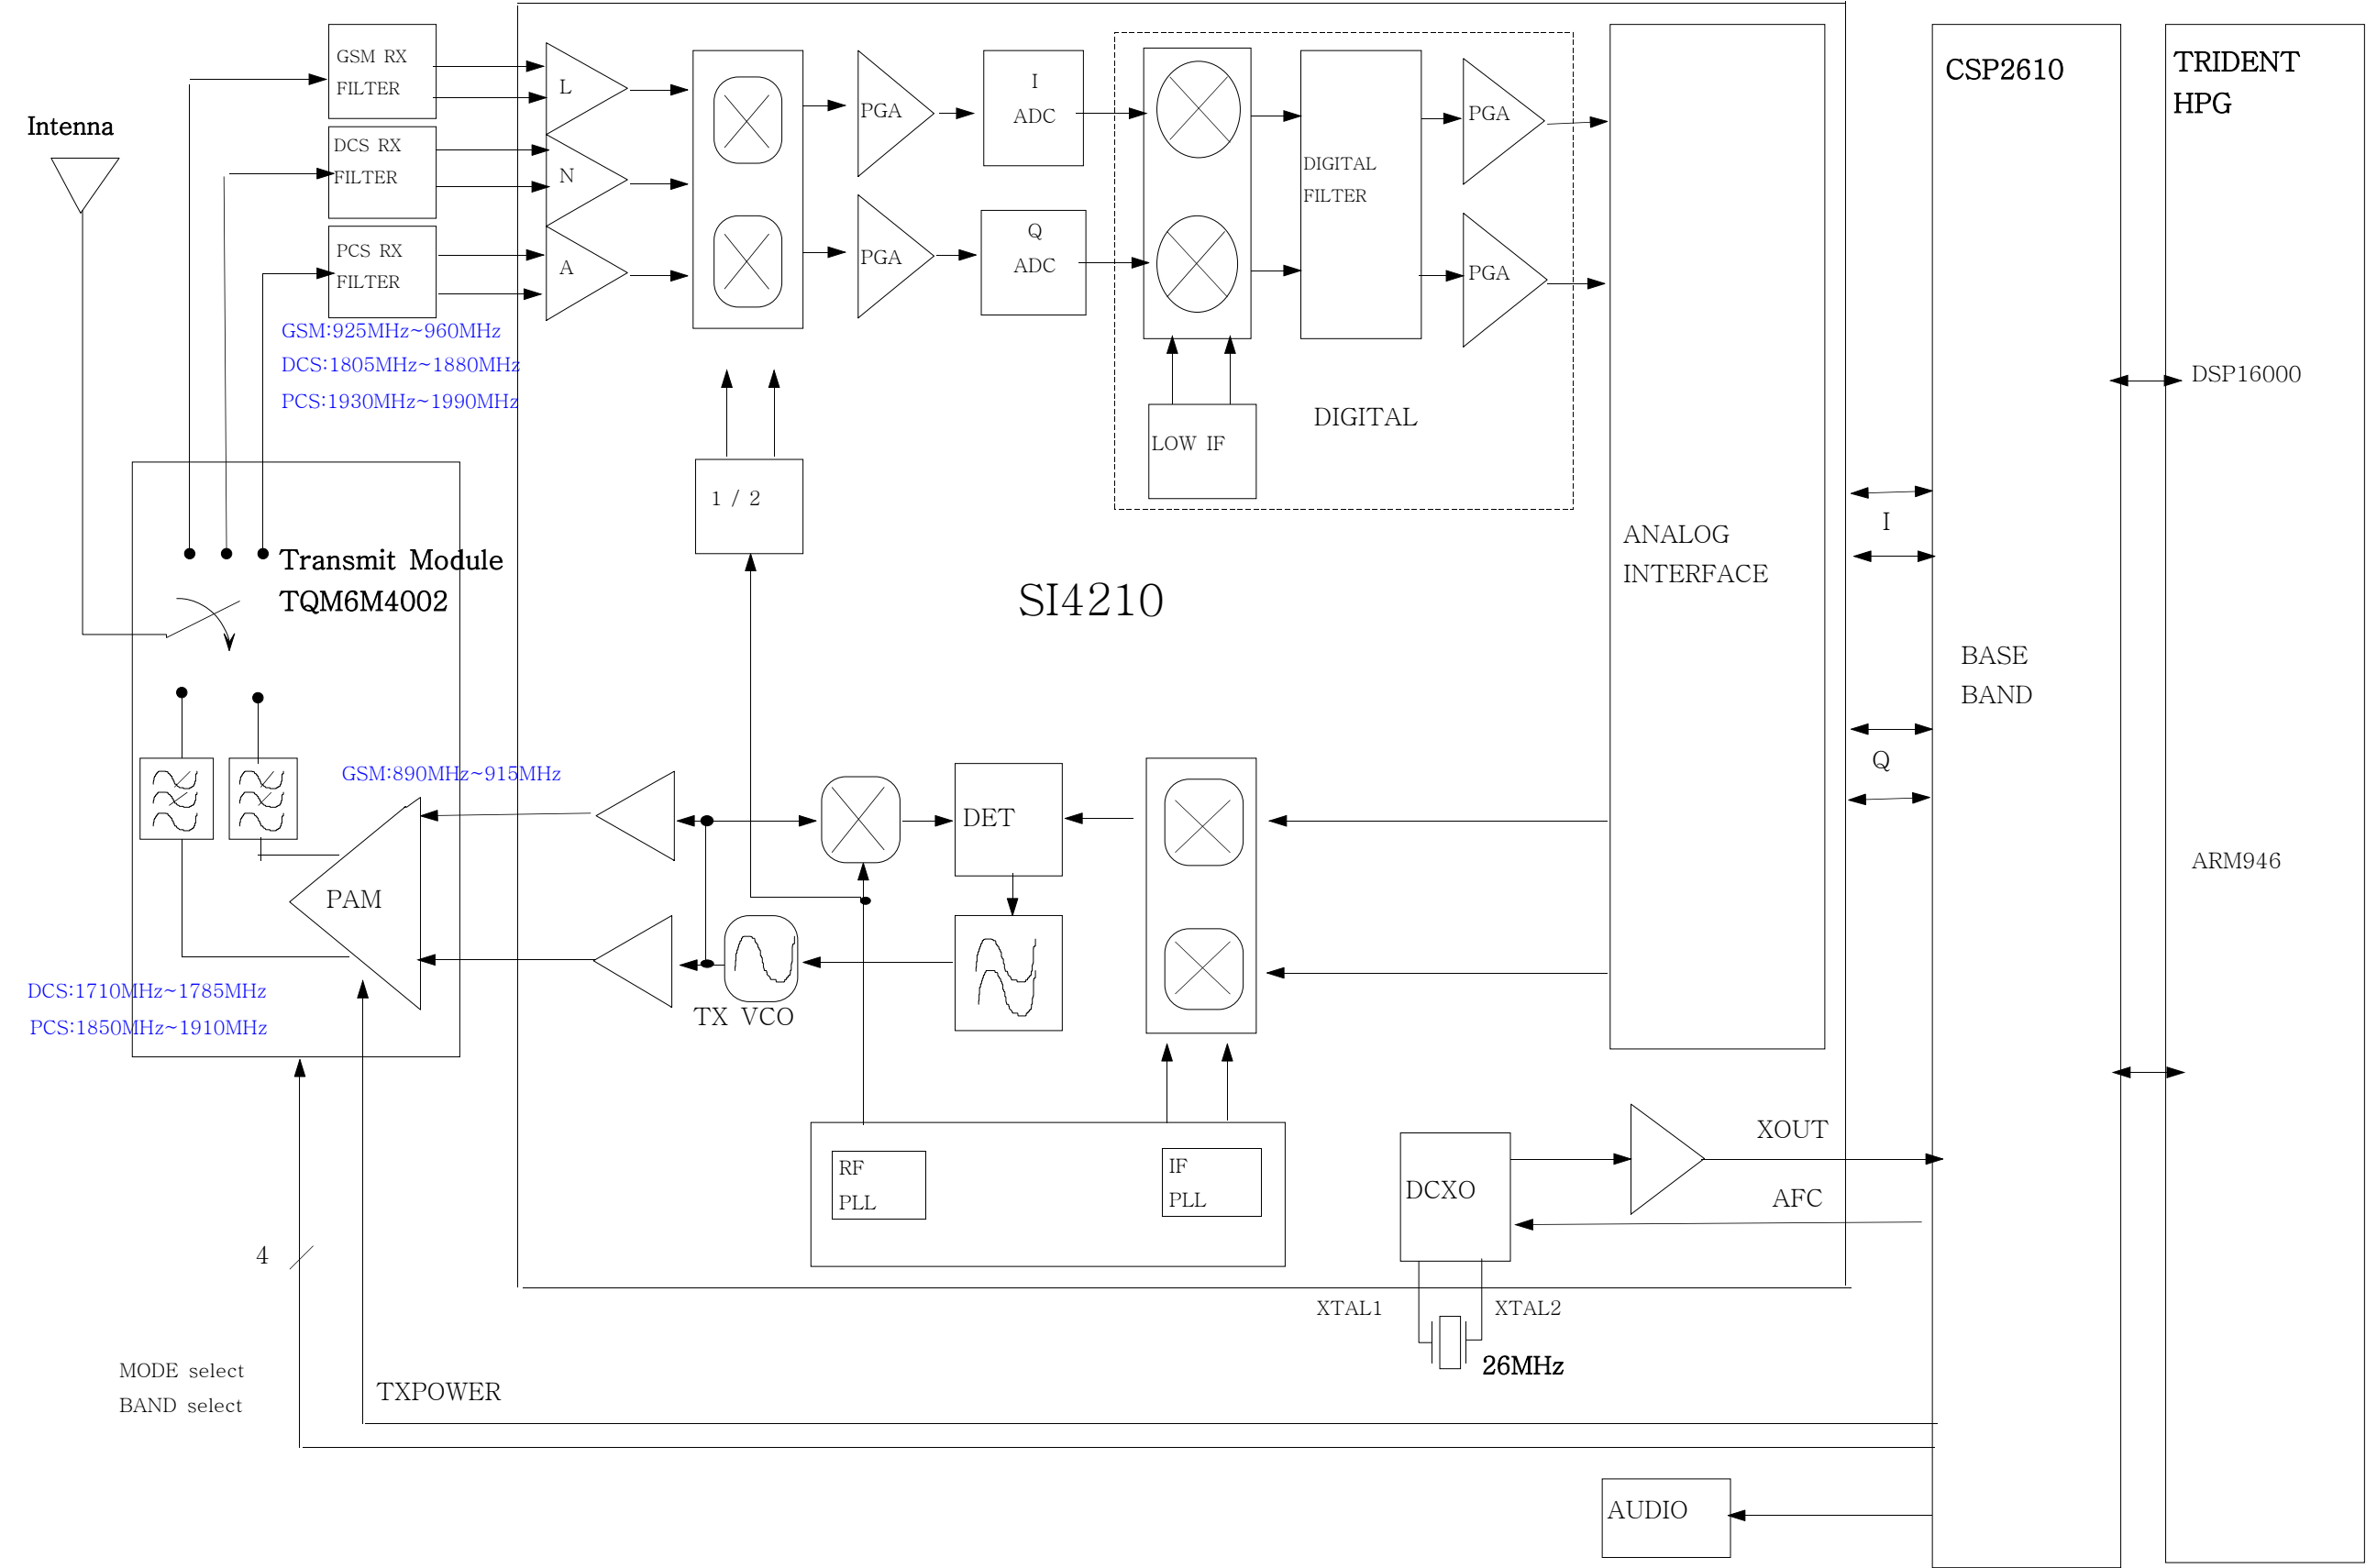 GSM RX
FILTER
DCS RX
FILTER
PCS RX
FILTER
Intenna
L
N
A
PGA
PGA
I
ADC
Q
ADC
DIGITAL
FILTER
PGA
PGA
LOW IF
DIGITAL
CSP2610
TRIDENT
HPG
DSP16000
GSM:925MHz~960MHz
DCS:1805MHz~1880MHz
PCS:1930MHz~1990MHz
1 / 2
Transmit Module
TQM6M4002
SI4210
ANALOG
INTERFACE
I
BASE
BAND
Q
GSM:890MHz~915MHz
DET
ARM946
PAM
DCS:1710MHz~1785MHz
PCS:1850MHz~1910MHz
TX VCO
RF
PLL
IF
PLL
DCXO
XOUT
AFC
4
XTAL1
XTAL2
26MHz
MODE select
BAND select
TXPOWER
AUDIO